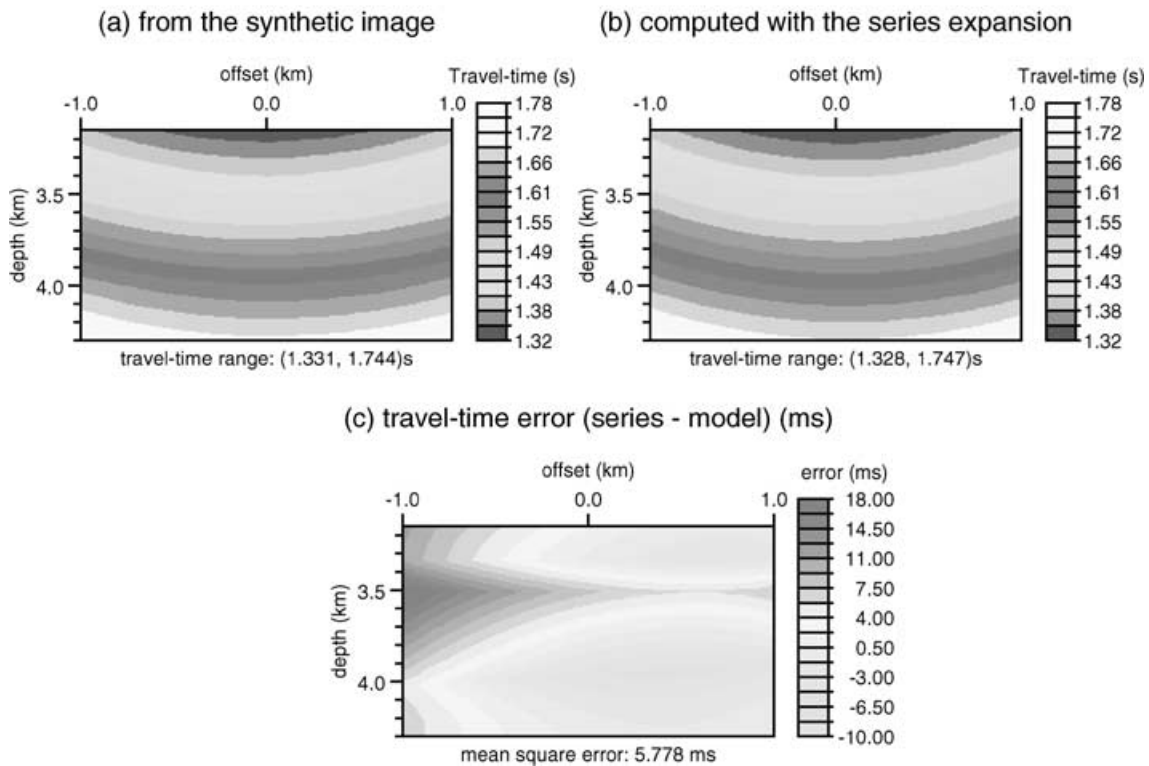 (a) from the synthetic image
offset (km)
Travel-time (s)
-1.0 0.0 1.0
depth (km)
3.5
4.0
1.78
1.72
1.66
1.61
1.55
1.49
1.43
1.38
1.32
travel-time range: (1.331, 1.744)s
(b) computed with the series expansion
offset (km)
Travel-time (s)
-1.0 0.0 1.0
depth (km)
3.5
4.0
1.78
1.72
1.66
1.61
1.55
1.49
1.43
1.38
1.32
travel-time range: (1.328, 1.747)s
(c) travel-time error (series - model) (ms)
offset (km)
error (ms)
-1.0 0.0 1.0
depth (km)
3.5
4.0
18.00
14.50
11.00
7.50
4.00
0.50
-3.00
-6.50
-10.00
mean square error: 5.778 ms